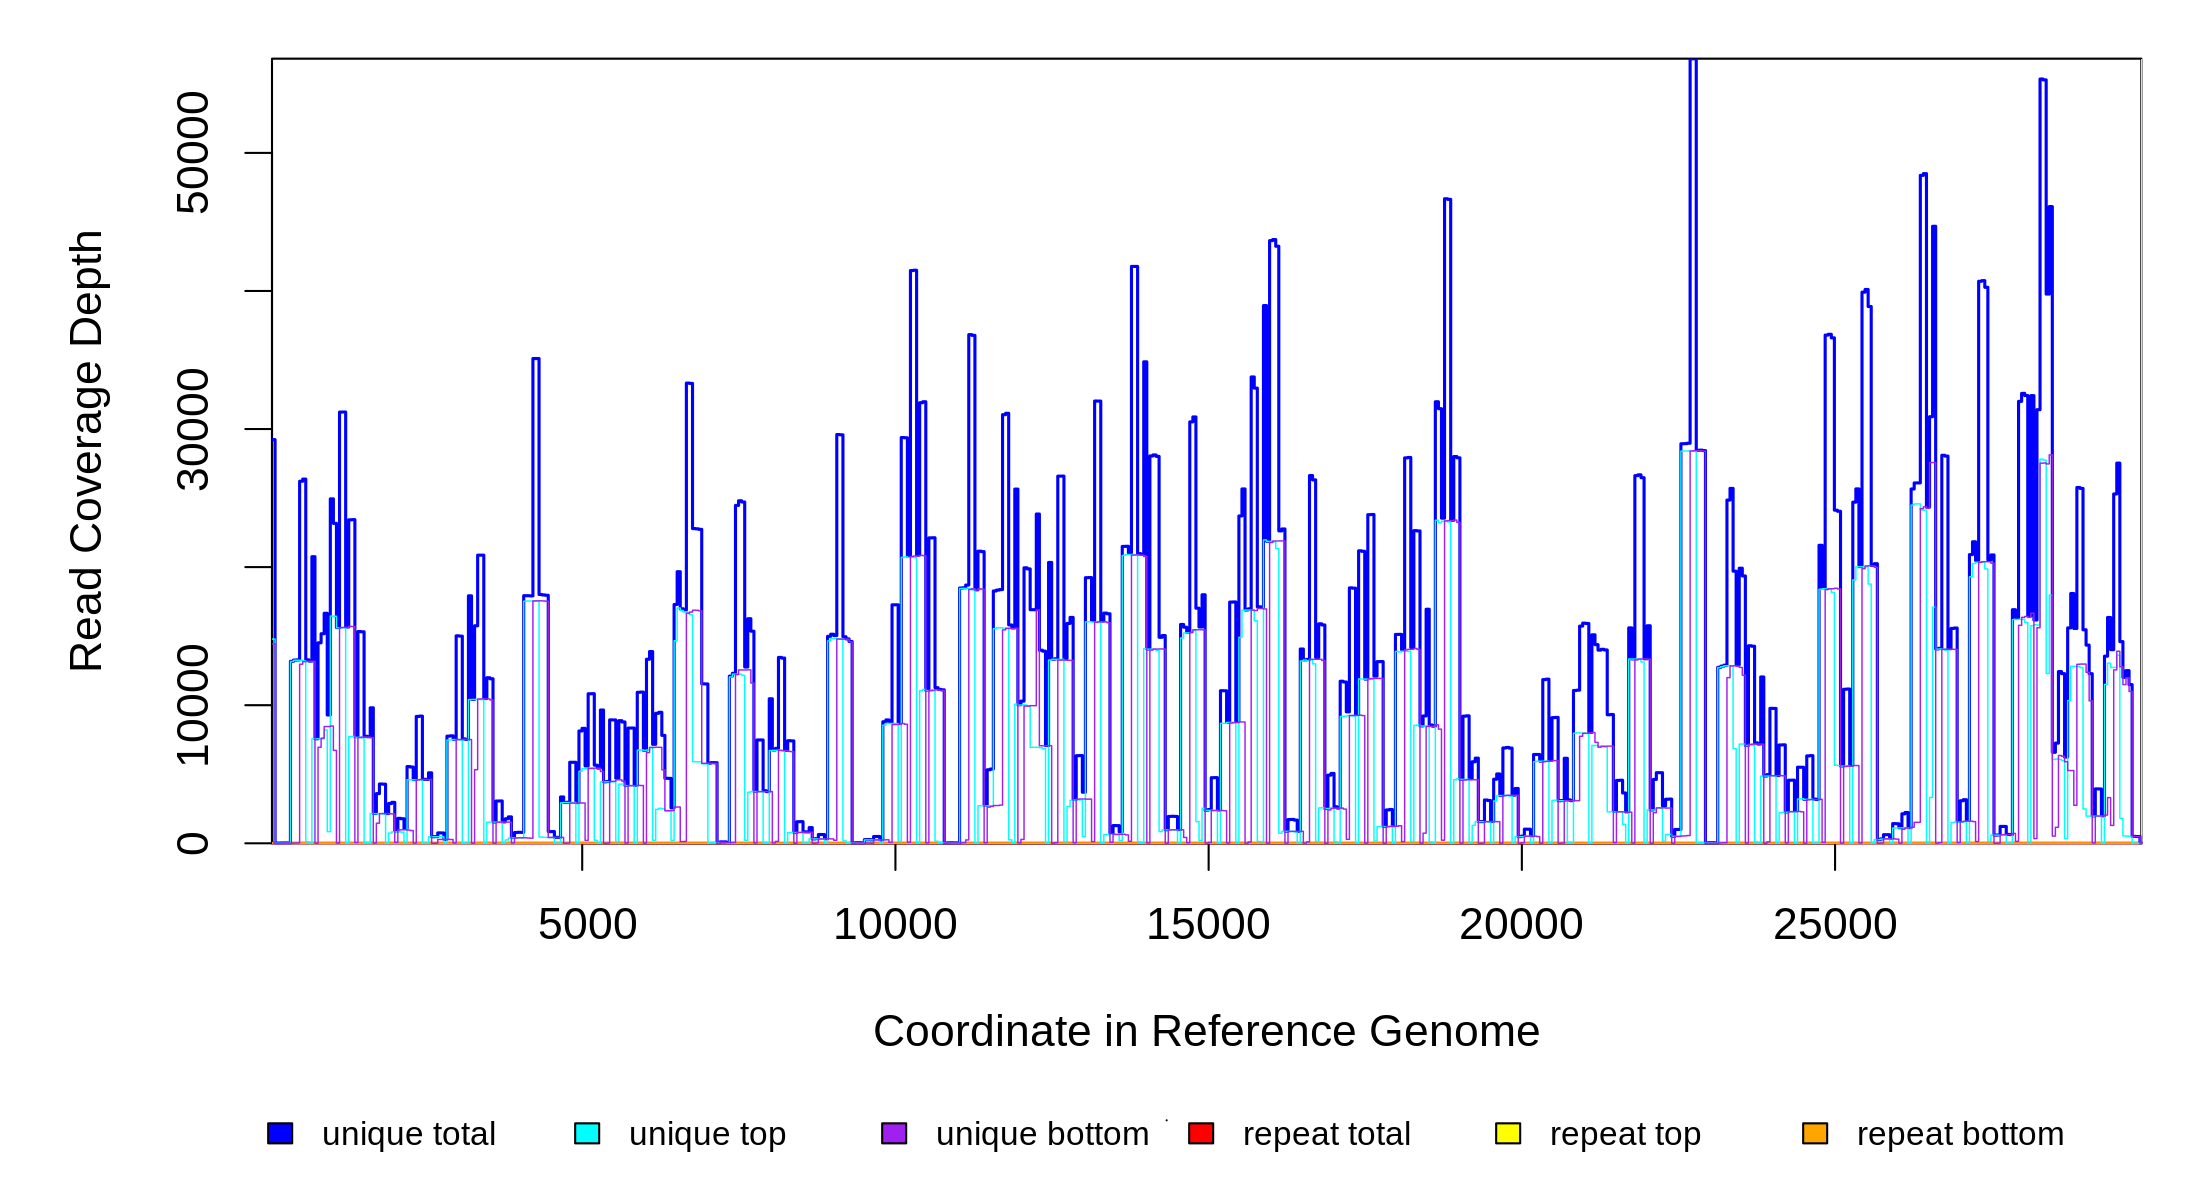 Read Coverage Depth
50000
30000
10000
0
5000 10000 15000 20000 25000
Coordinate in Reference Genome
unique total unique top unique bottom repeat total repeat top repeat bottom